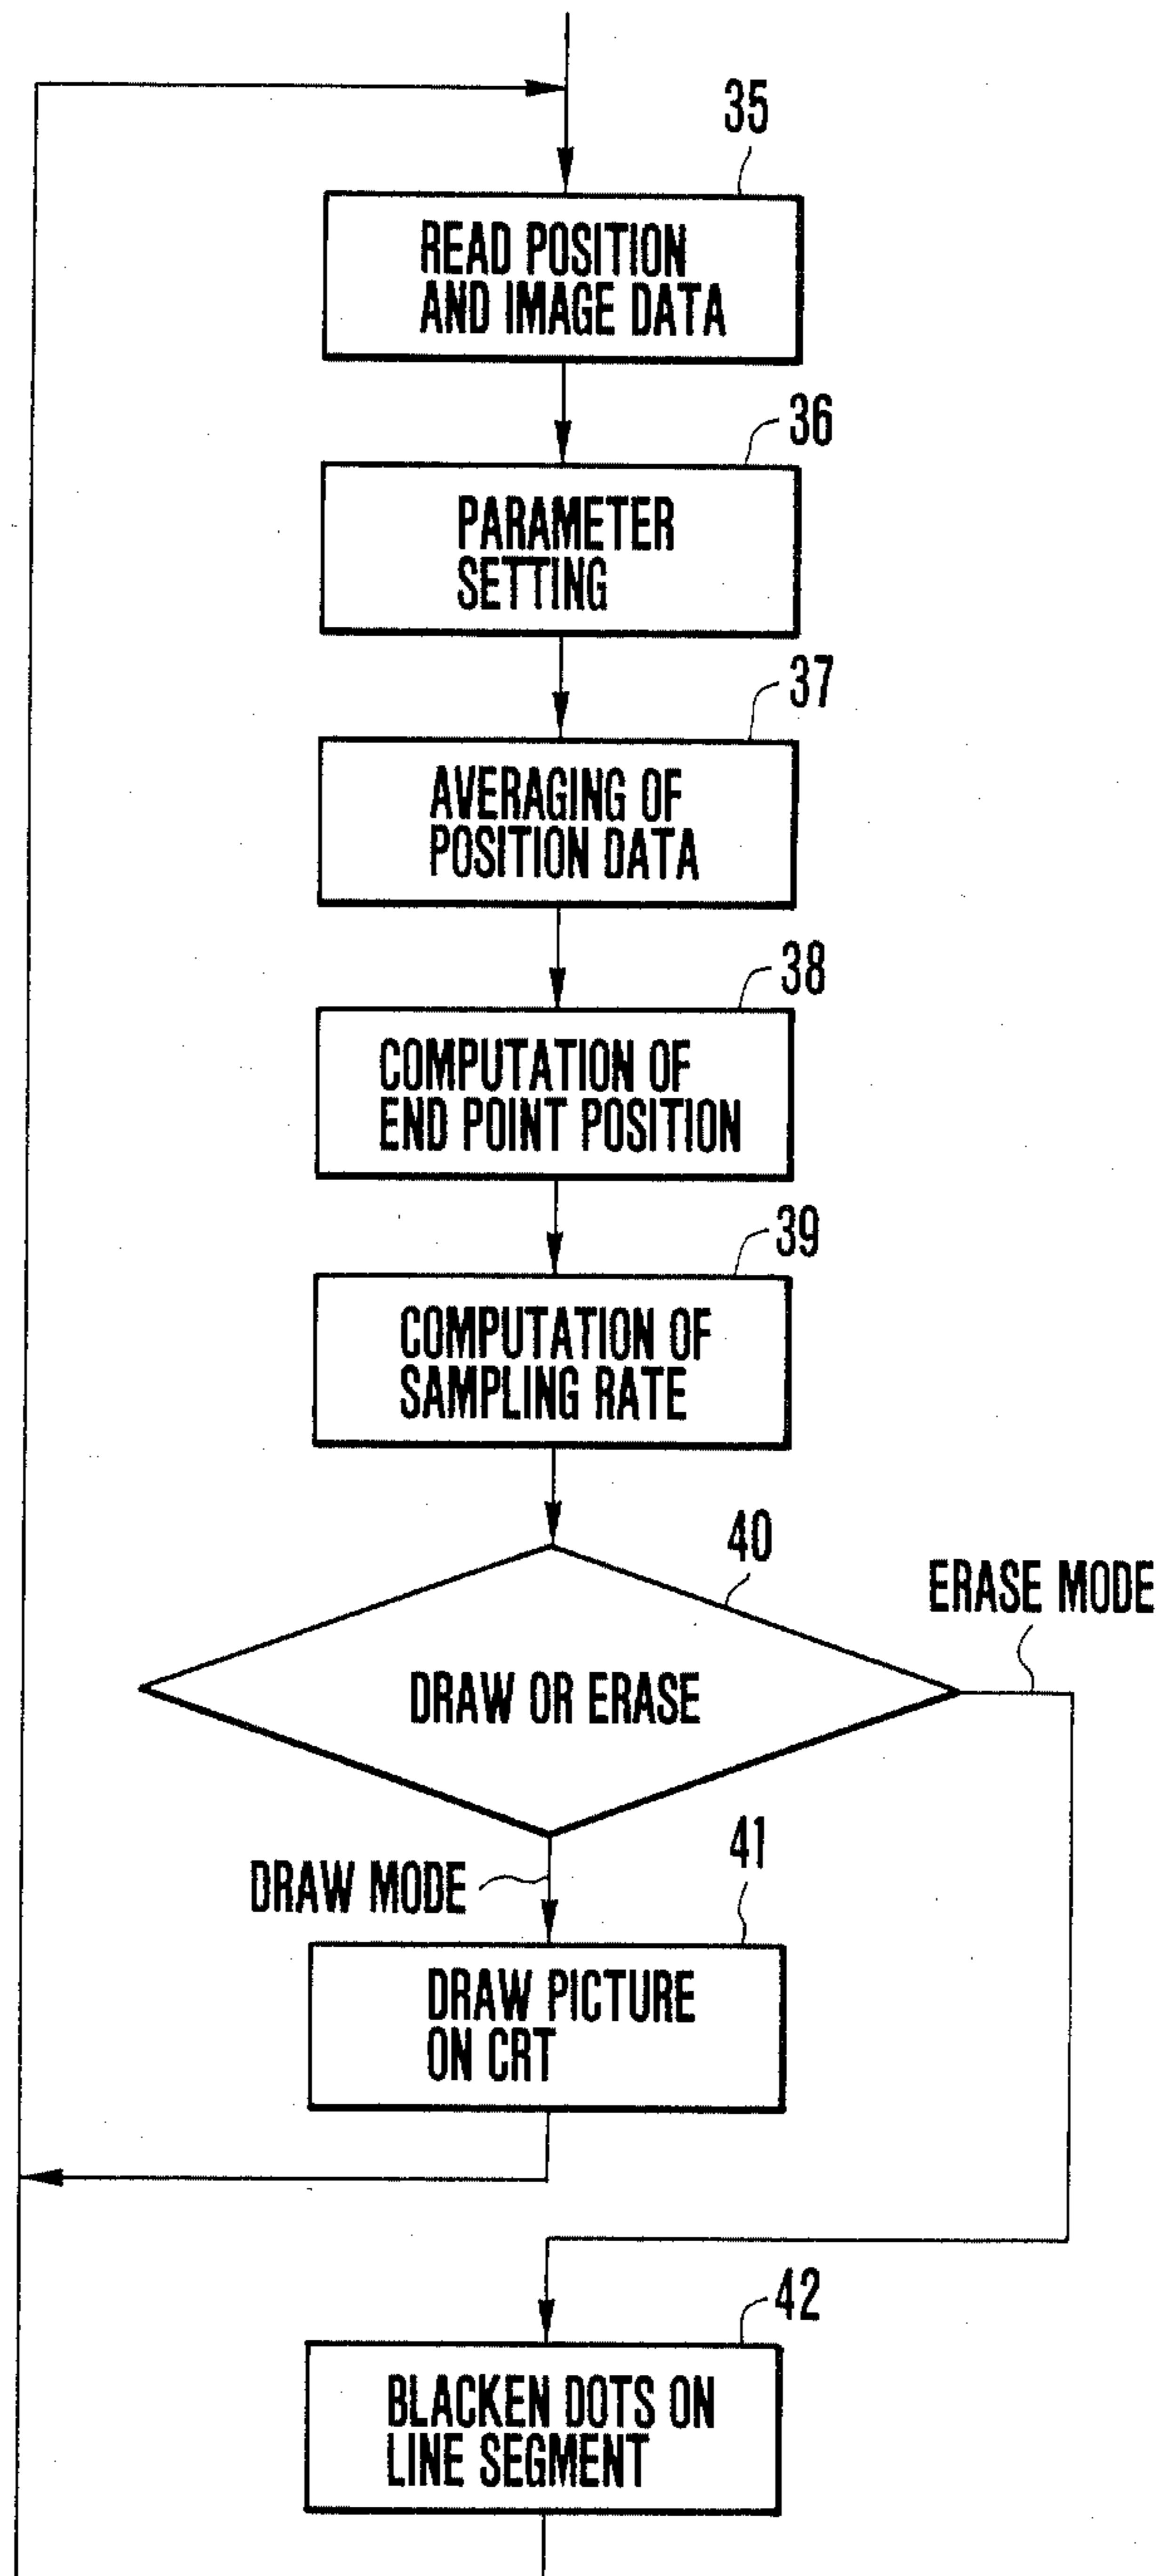 35
READ POSITION
AND IMAGE DATA
36
PARAMETER
SETTING
37
AVERAGING OF
POSITION DATA
38
COMPUTATION OF
END POINT POSITION
39
COMPUTATION OF
SAMPLING RATE
40
ERASE MODE
DRAW OR ERASE
41
DRAW MODE
DRAW PICTURE
ON CRT
42
BLACKEN DOTS ON
LINE SEGMENT